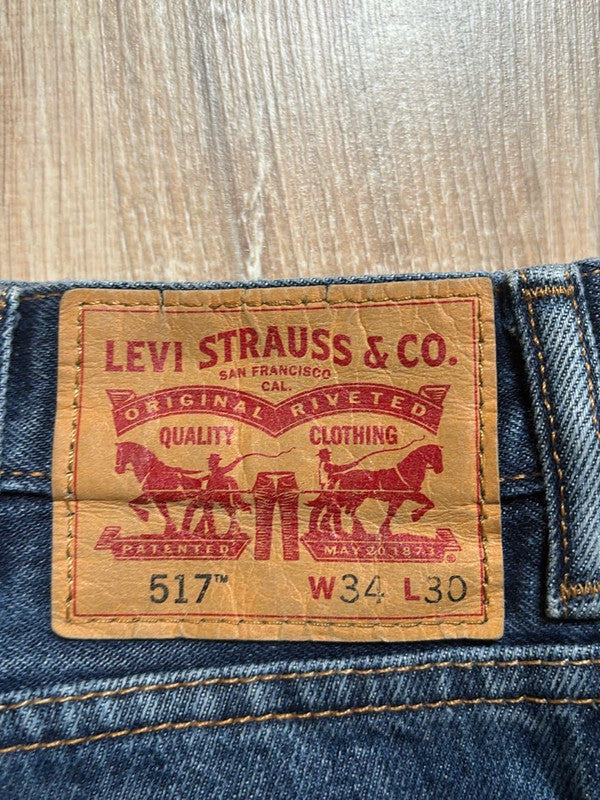 LEVI STRAUSS & CO.
SAN FRANCISCO
CAL.
ORIGINAL RIVETED
QUALITY CLOTHING
PATENTED MAY 20 1873
®
517™ W34 L30